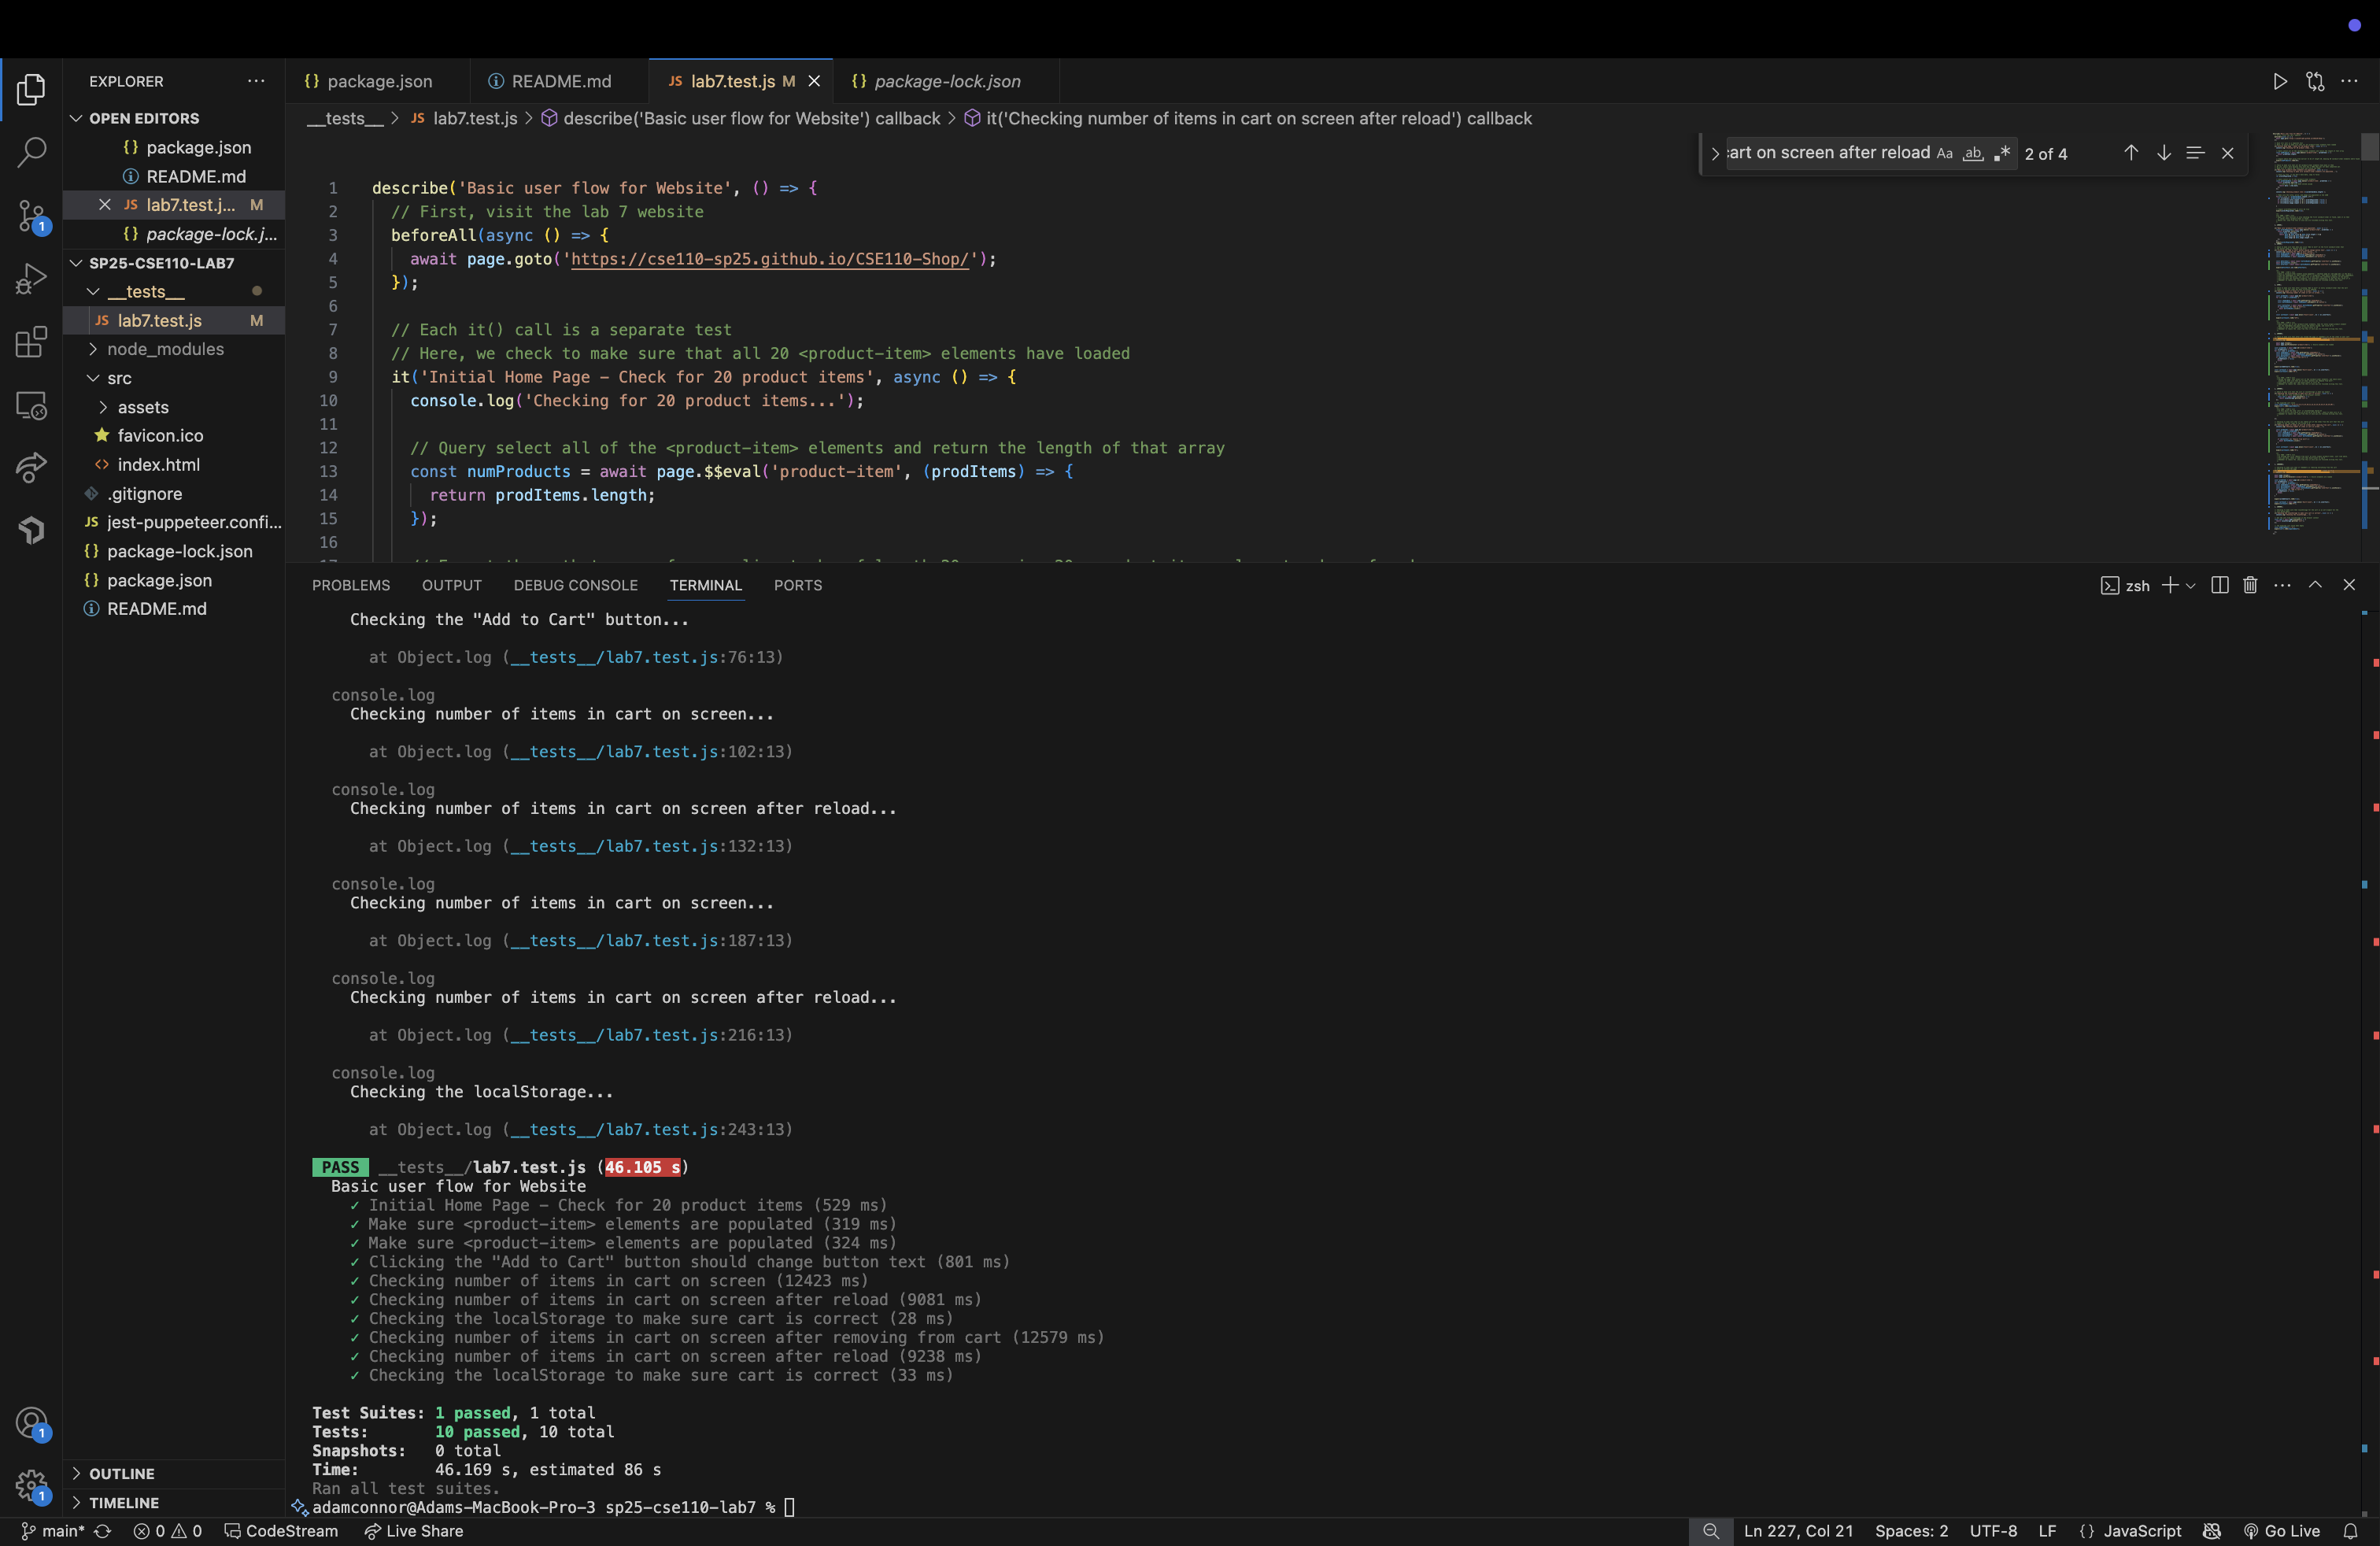 EXPLORER
OPEN EDITORS
package.json
README.md
lab7.test.j... M
package-lock.j...
SP25-CSE110-LAB7
__tests__
lab7.test.js M
node_modules
src
assets
favicon.ico
index.html
.gitignore
jest-puppeteer.confi...
package-lock.json
package.json
README.md
OUTLINE
TIMELINE
package.json README.md lab7.test.js M package-lock.json
__tests__ > JS lab7.test.js > describe('Basic user flow for Website') callback > it('Checking number of items in cart on screen after reload') callback
cart on screen after reload Aa ab .* 2 of 4
1 describe('Basic user flow for Website', () => {
2 // First, visit the lab 7 website
3 beforeAll(async () => {
4 await page.goto('https://cse110-sp25.github.io/CSE110-Shop/');
5 });
6
7 // Each it() call is a separate test
8 // Here, we check to make sure that all 20 <product-item> elements have loaded
9 it('Initial Home Page - Check for 20 product items', async () => {
10 console.log('Checking for 20 product items...');
11
12 // Query select all of the <product-item> elements and return the length of that array
13 const numProducts = await page.$$eval('product-item', (prodItems) => {
14 return prodItems.length;
15 });
16
PROBLEMS OUTPUT DEBUG CONSOLE TERMINAL PORTS
zsh
Checking the "Add to Cart" button...
at Object.log (__tests__/lab7.test.js:76:13)
console.log
Checking number of items in cart on screen...
at Object.log (__tests__/lab7.test.js:102:13)
console.log
Checking number of items in cart on screen after reload...
at Object.log (__tests__/lab7.test.js:132:13)
console.log
Checking number of items in cart on screen...
at Object.log (__tests__/lab7.test.js:187:13)
console.log
Checking number of items in cart on screen after reload...
at Object.log (__tests__/lab7.test.js:216:13)
console.log
Checking the localStorage...
at Object.log (__tests__/lab7.test.js:243:13)
PASS __tests__/lab7.test.js (46.105 s)
Basic user flow for Website
✓ Initial Home Page - Check for 20 product items (529 ms)
✓ Make sure <product-item> elements are populated (319 ms)
✓ Make sure <product-item> elements are populated (324 ms)
✓ Clicking the "Add to Cart" button should change button text (801 ms)
✓ Checking number of items in cart on screen (12423 ms)
✓ Checking number of items in cart on screen after reload (9081 ms)
✓ Checking the localStorage to make sure cart is correct (28 ms)
✓ Checking number of items in cart on screen after removing from cart (12579 ms)
✓ Checking number of items in cart on screen after reload (9238 ms)
✓ Checking the localStorage to make sure cart is correct (33 ms)
Test Suites: 1 passed, 1 total
Tests: 10 passed, 10 total
Snapshots: 0 total
Time: 46.169 s, estimated 86 s
Ran all test suites.
adamconnor@Adams-MacBook-Pro-3 sp25-cse110-lab7 %
main* 0 0 CodeStream Live Share Ln 227, Col 21 Spaces: 2 UTF-8 LF {} JavaScript Go Live